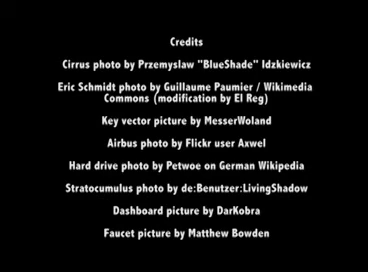 Credits
Cirrus photo by Przemyslaw "BlueShade" Idzkiewicz
Eric Schmidt photo by Guillaume Paumier / Wikimedia
Commons (modification by El Reg)
Key vector picture by MesserWoland
Airbus photo by Flickr user Axwel
Hard drive photo by Petwoe on German Wikipedia
Stratocumulus photo by de:Benutzer:LivingShadow
Dashboard picture by DarKobra
Faucet picture by Matthew Bowden